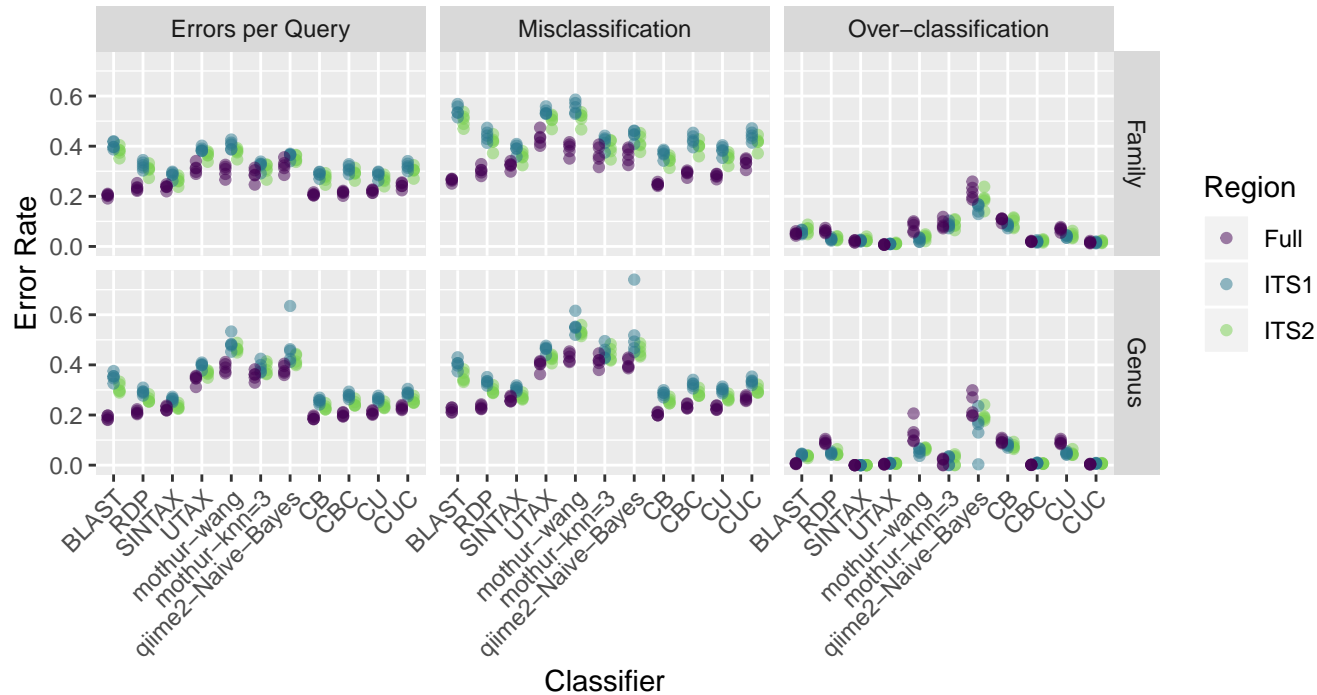 Errors per Query
Misclassification
Over−classification
Error Rate
0.6
0.4
0.2
0.0
Family
0.6
0.4
0.2
0.0
Genus
BLAST
RDP
SINTAX
UTAX
mothur−wang
mothur−knn=3
qiime2−Naive−Bayes
CB
CBC
CU
CUC
BLAST
RDP
SINTAX
UTAX
mothur−wang
mothur−knn=3
qiime2−Naive−Bayes
CB
CBC
CU
CUC
BLAST
RDP
SINTAX
UTAX
mothur−wang
mothur−knn=3
qiime2−Naive−Bayes
CB
CBC
CU
CUC
Classifier
Region
Full
ITS1
ITS2